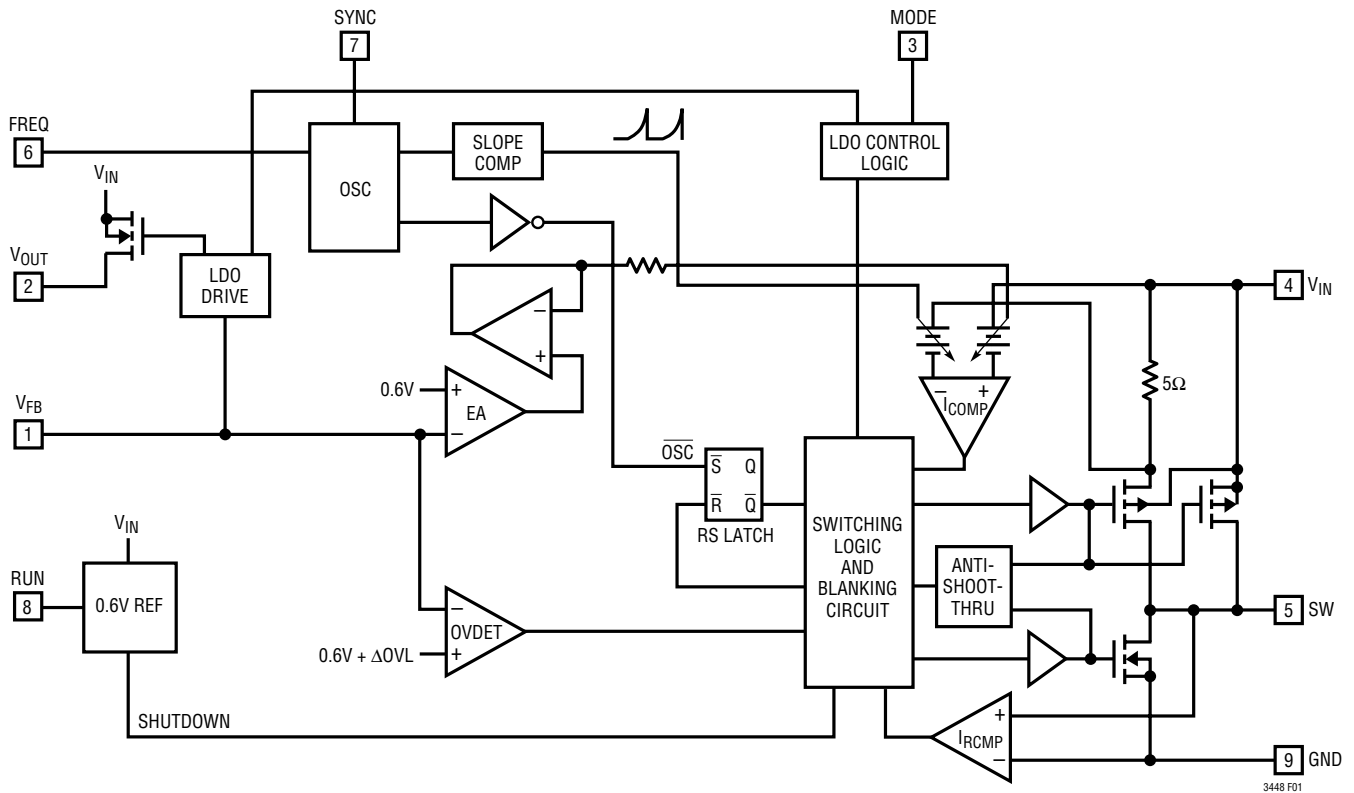 SYNC
7
MODE
3
FREQ
6
OSC
SLOPE
COMP
LDO CONTROL
LOGIC
VIN
VOUT
2
LDO
DRIVE
4
VIN
−
+
5Ω
0.6V
+
EA
−
−
+
ICOMP
VFB
1
OSC
S
Q
R
Q
RS LATCH
SWITCHING
LOGIC
AND
BLANKING
CIRCUIT
ANTI-
SHOOT-
THRU
VIN
RUN
8
0.6V REF
5
SW
−
OVDET
+
0.6V + ΔOVL
SHUTDOWN
+
IRCMP
−
9
GND
3448 F01